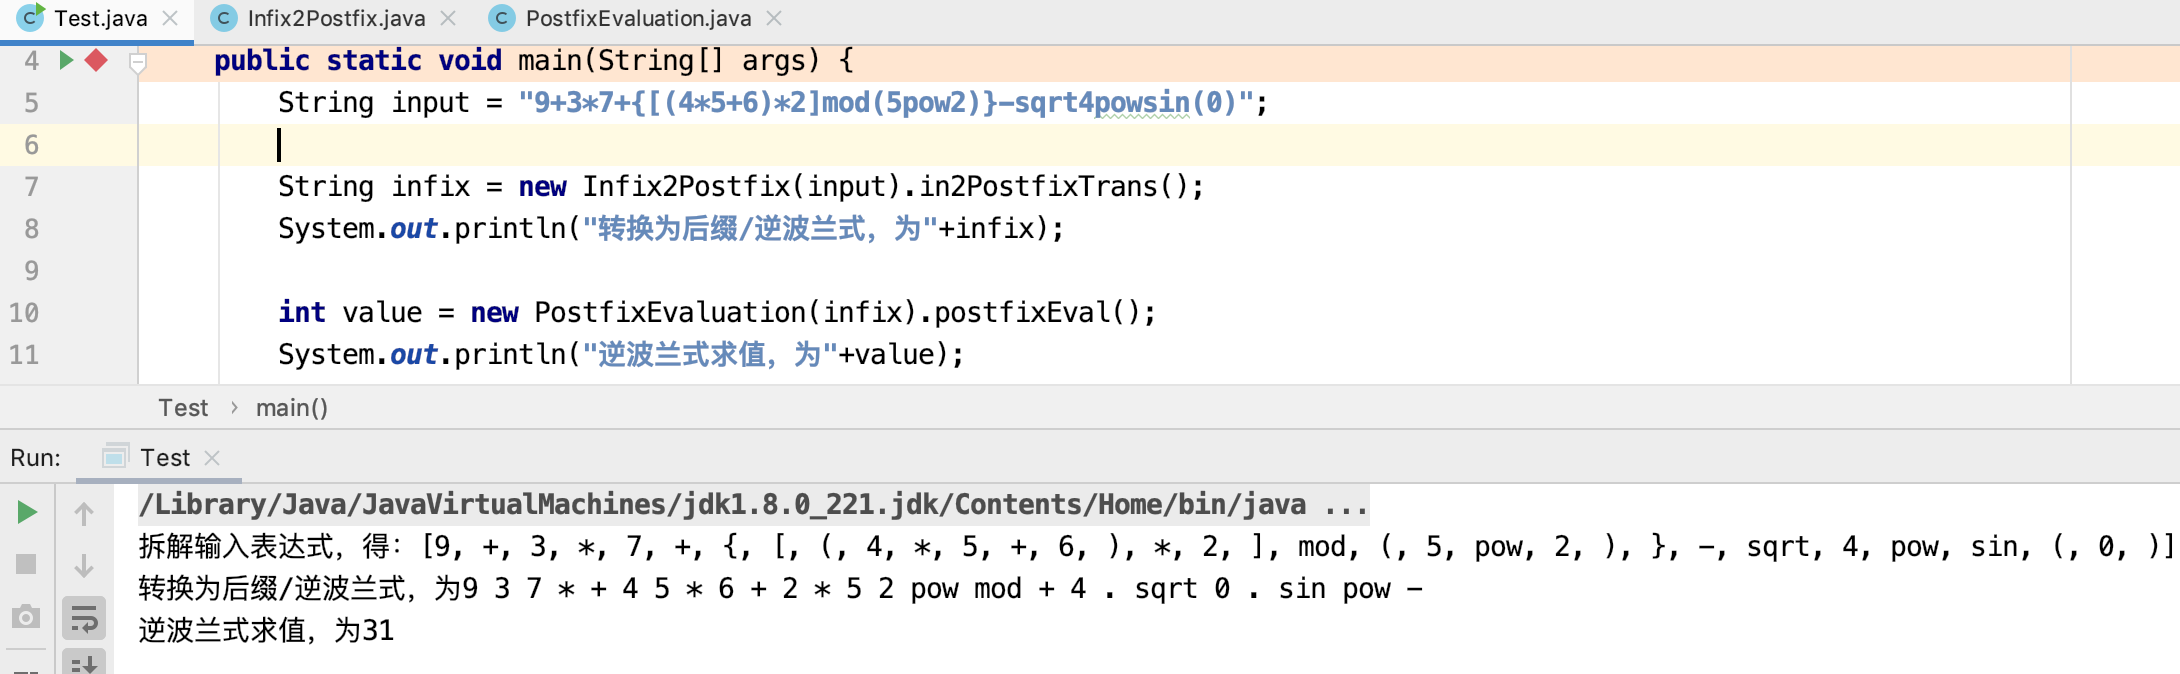 Test.java Infix2Postfix.java PostfixEvaluation.java
4 public static void main(String[] args) {
5 String input = "9+3*7+{[(4*5+6)*2]mod(5pow2)}-sqrt4powsin(0)";
6
7 String infix = new Infix2Postfix(input).in2PostfixTrans();
8 System.out.println("转换为后缀/逆波兰式，为"+infix);
9
10 int value = new PostfixEvaluation(infix).postfixEval();
11 System.out.println("逆波兰式求值，为"+value);
Test › main()
Run: Test
/Library/Java/JavaVirtualMachines/jdk1.8.0_221.jdk/Contents/Home/bin/java ...
拆解输入表达式，得：[9, +, 3, *, 7, +, {, [, (, 4, *, 5, +, 6, ), *, 2, ], mod, (, 5, pow, 2, ), }, -, sqrt, 4, pow, sin, (, 0, )]
转换为后缀/逆波兰式，为9 3 7 * + 4 5 * 6 + 2 * 5 2 pow mod + 4 . sqrt 0 . sin pow -
逆波兰式求值，为31